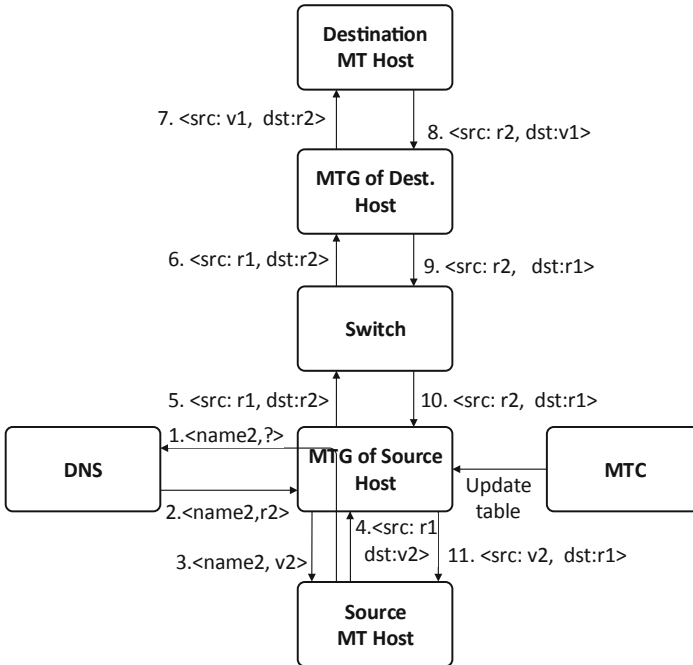 Destination
MT Host
7. <src: v1, dst:r2>
8. <src: r2, dst:v1>
MTG of Dest.
Host
6. <src: r1, dst:r2>
9. <src: r2, dst:r1>
Switch
5. <src: r1, dst:r2>
10. <src: r2, dst:r1>
1.<name2,?>
DNS
MTG of Source
Host
MTC
Update
table
2.<name2,r2>
4.<src: r1
dst:v2>
3.<name2, v2>
11. <src: v2, dst:r1>
Source
MT Host